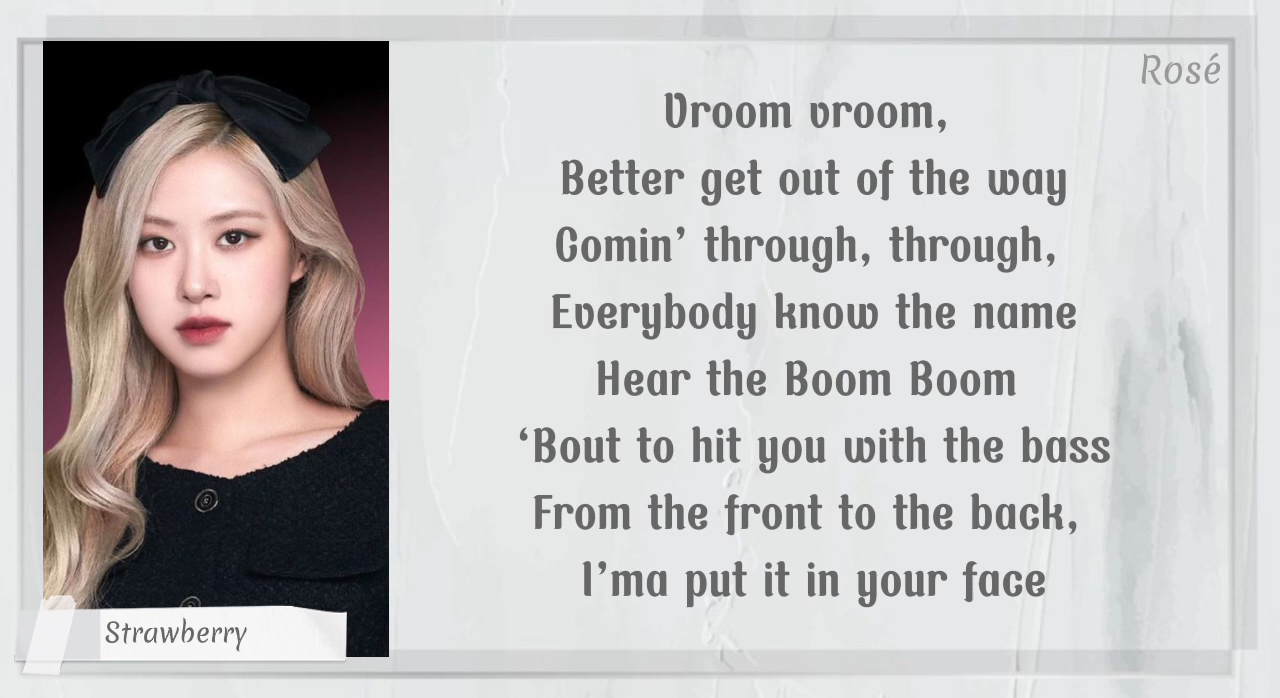 Rosé
Vroom vroom,
Better get out of the way
Comin’ through, through,
Everybody know the name
Hear the Boom Boom
‘Bout to hit you with the bass
From the front to the back,
I’ma put it in your face
Strawberry